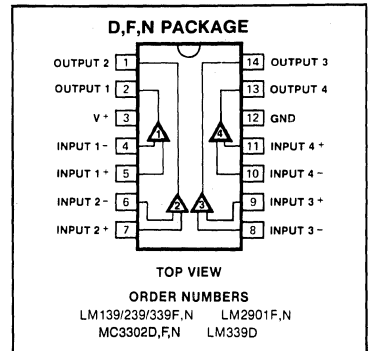 D,F,N PACKAGE
OUTPUT 2 1 14 OUTPUT 3
OUTPUT 1 2 13 OUTPUT 4
V+ 3 12 GND
1 4
INPUT 1- 4 11 INPUT 4+
INPUT 1+ 5 10 INPUT 4-
INPUT 2- 6 9 INPUT 3+
2 3
INPUT 2+ 7 8 INPUT 3-
TOP VIEW
ORDER NUMBERS
LM139/239/339F,N LM2901F,N
MC3302D,F,N LM339D